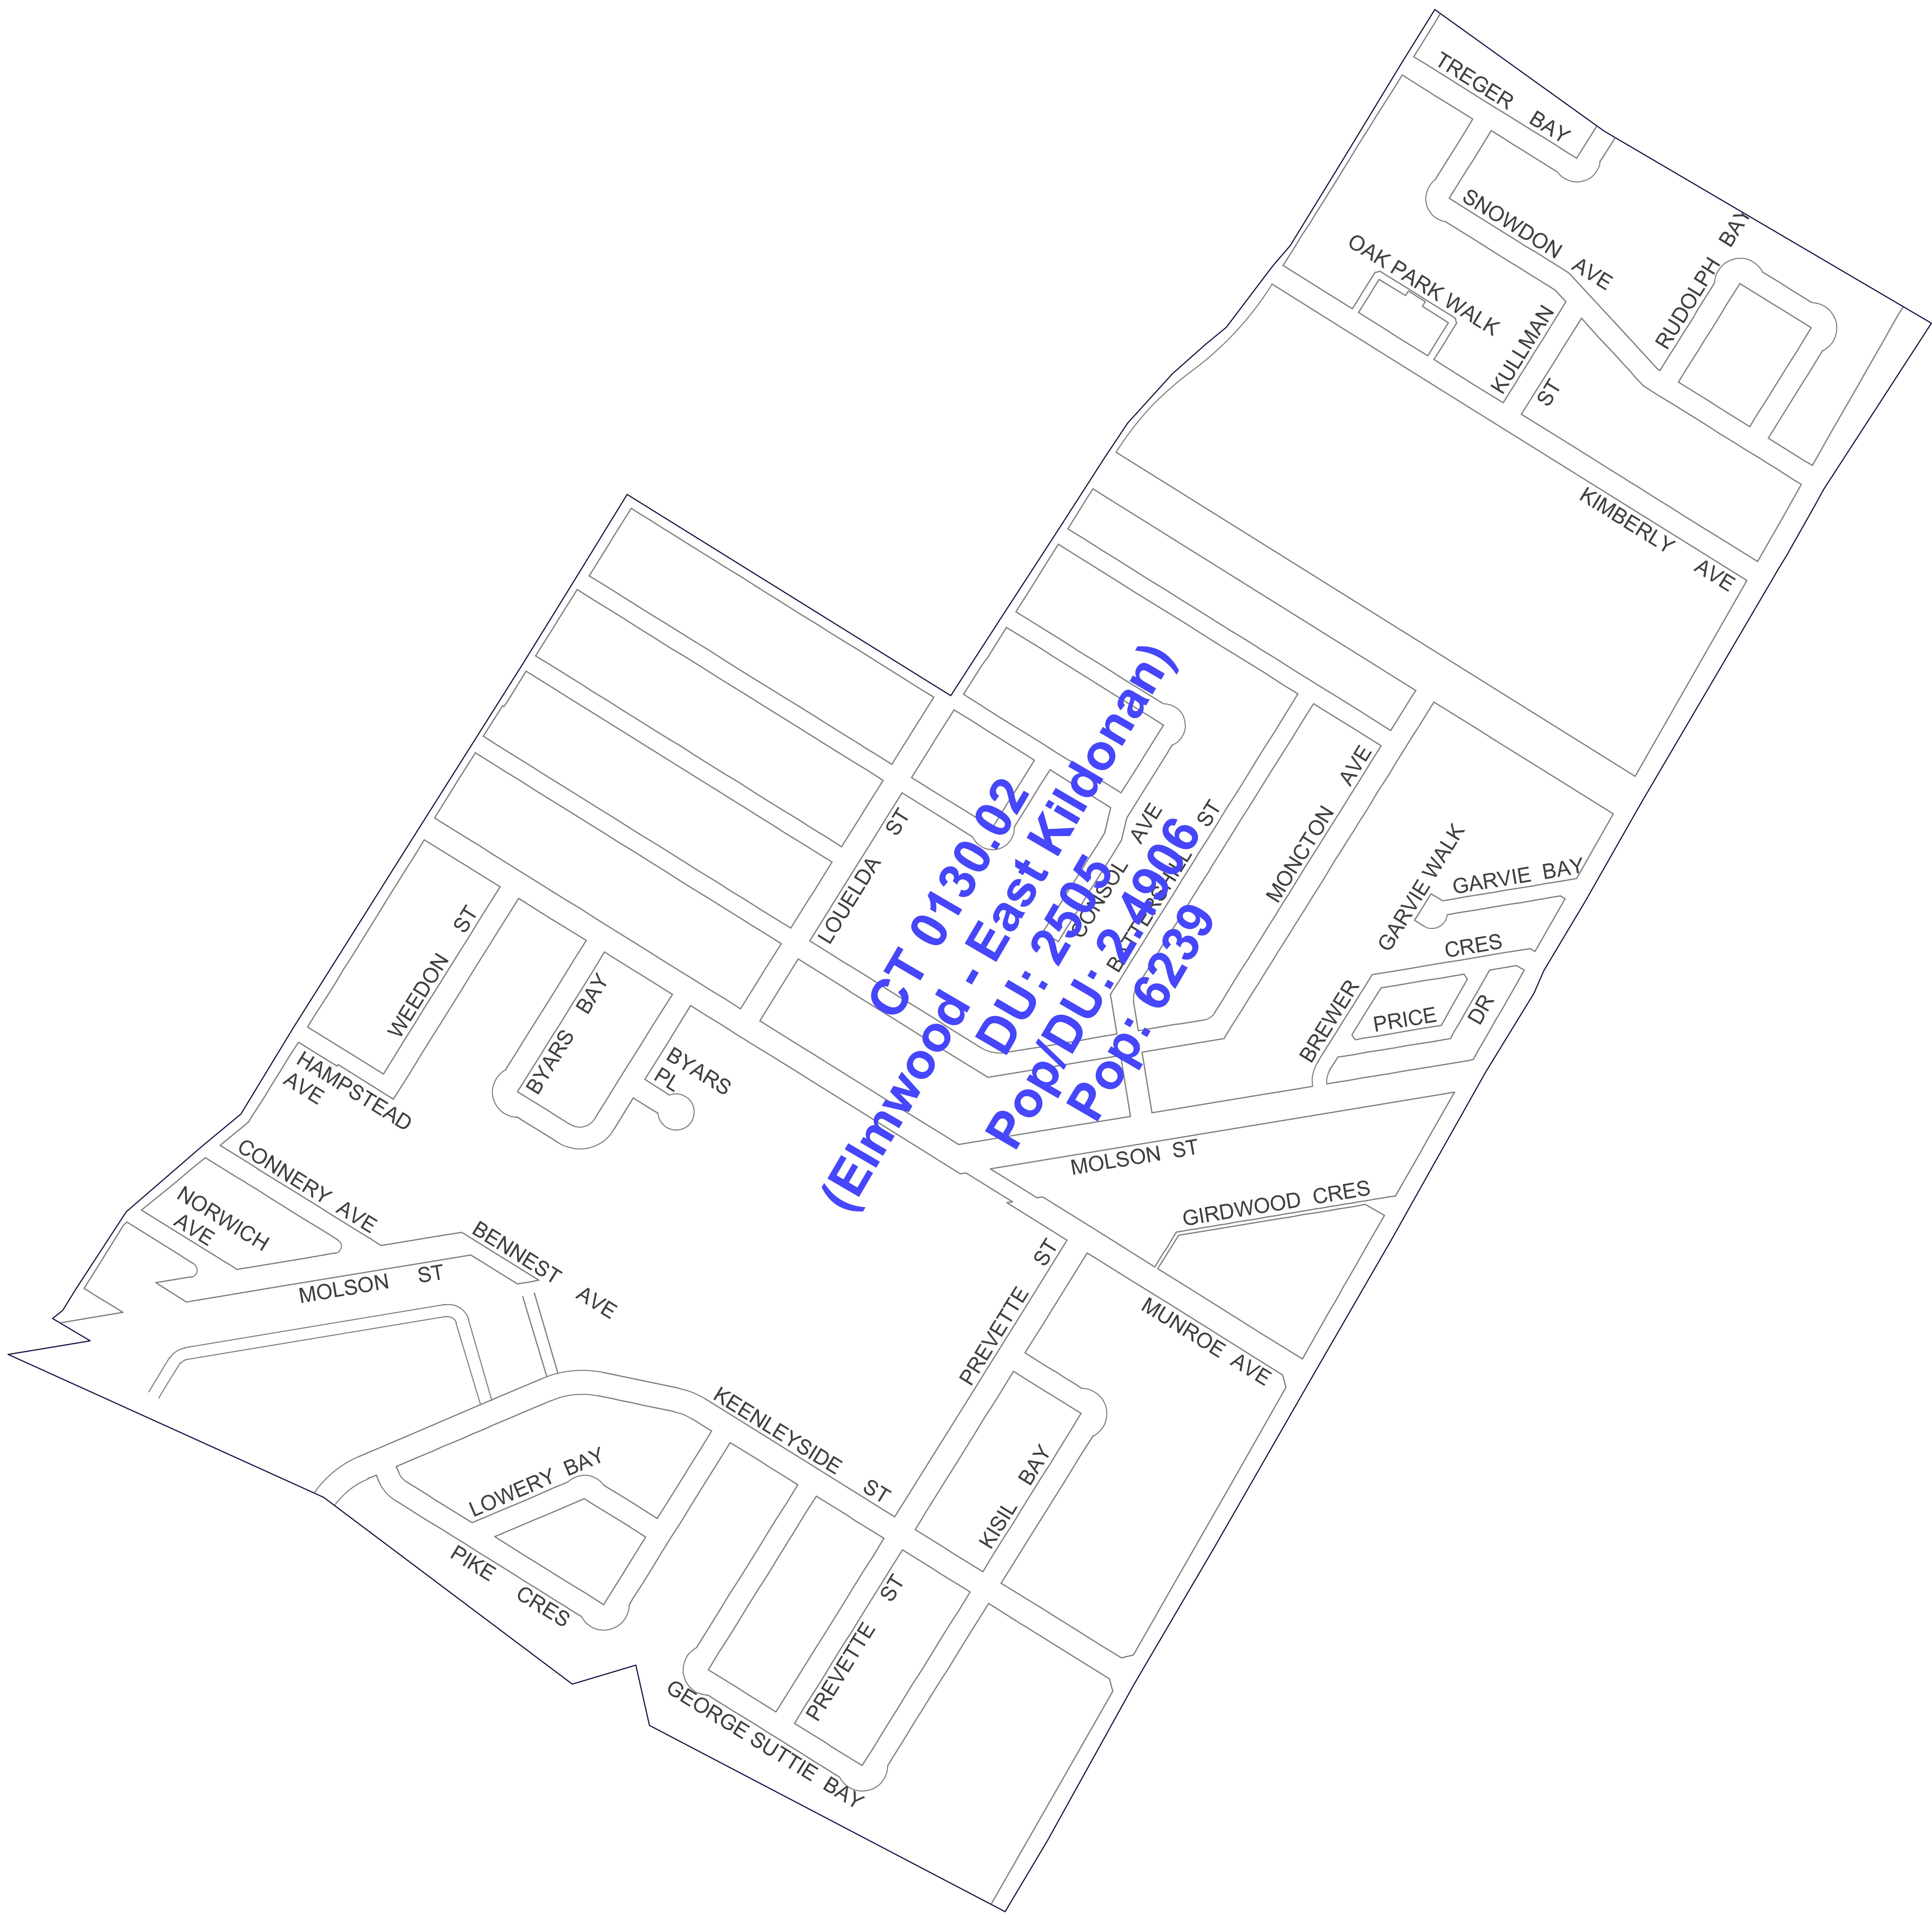 TREGER BAY
SNOWDON AVE
RUDOLPH BAY
OAK PARK WALK
KULLMAN ST
KIMBERLY AVE
CT 0130.02
(Elmwood - East Kildonan)
DU: 2505
Pop/DU: 2.4906
Pop: 6239
LOUELDA ST
CONSOL AVE
BATTERSHILL ST
MONCTON AVE
GARVIE WALK
GARVIE BAY
CRES
BREWER
PRICE
DR
WEEDON ST
BYARS BAY
BYARS
PL
HAMPSTEAD
AVE
CONNERY AVE
NORWICH
AVE
BENNEST AVE
MOLSON ST
MOLSON ST
GIRDWOOD CRES
PREVETTE ST
MUNROE AVE
KEENLEYSIDE ST
LOWERY BAY
KISIL BAY
PIKE CRES
PREVETTE ST
GEORGE SUTTIE BAY